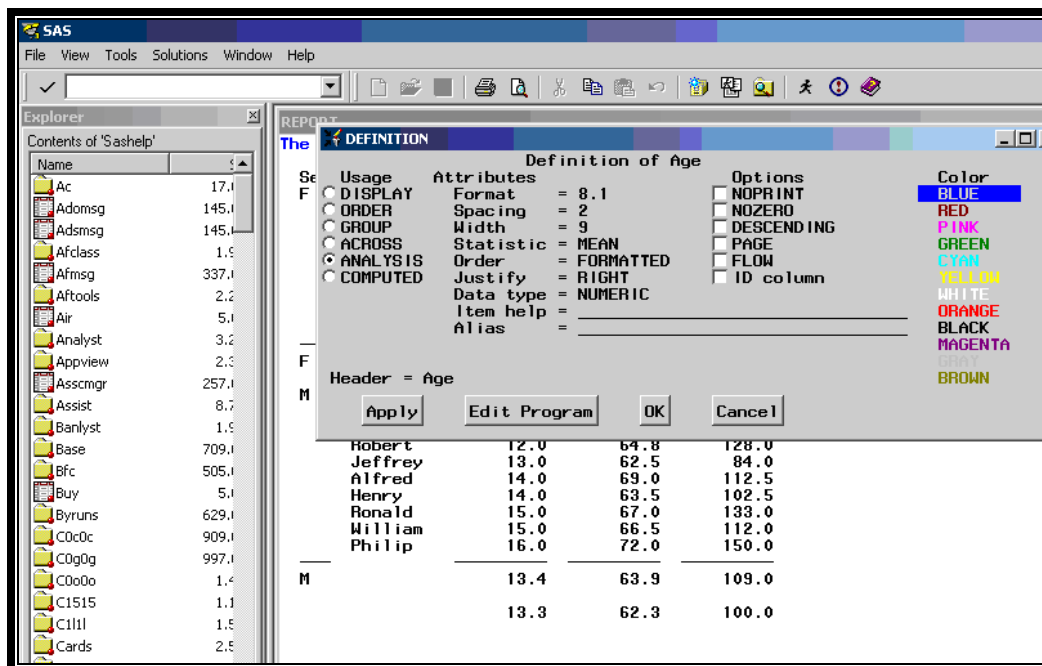 SAS
File View Tools Solutions Window Help
Explorer
Contents of 'Sashelp'
Name
Ac 17.
Adomsg 145.
Adsmsg 145.
Afclass 1.9
Afmsg 337.
Aftools 2.2
Air 5.
Analyst 3.2
Appview 2.3
Asscmgr 257.
Assist 8.7
Banlyst 1.9
Base 709.
Bfc 505.
Buy 5.
Byruns 629.
C0c0c 909.
C0g0g 997.
C0o0o 1.4
C1515 1.1
C1l1l 1.5
Cards 2.5
REPORT
The
Se
F
F
M
DEFINITION
Definition of Age
Usage Attributes Options Color
DISPLAY Format = 8.1 NOPRINT BLUE
ORDER Spacing = 2 NOZERO RED
GROUP Width = 9 DESCENDING PINK
ACROSS Statistic = MEAN PAGE GREEN
ANALYSIS Order = FORMATTED FLOW CYAN
COMPUTED Justify = RIGHT ID column YELLOW
Data type = NUMERIC WHITE
Item help = ORANGE
Alias = BLACK
MAGENTA
GRAY
Header = Age BROWN
Apply Edit Program OK Cancel
Robert 12.0 64.8 128.0
Jeffrey 13.0 62.5 84.0
Alfred 14.0 69.0 112.5
Henry 14.0 63.5 102.5
Ronald 15.0 67.0 133.0
William 15.0 66.5 112.0
Philip 16.0 72.0 150.0
M 13.4 63.9 109.0
13.3 62.3 100.0